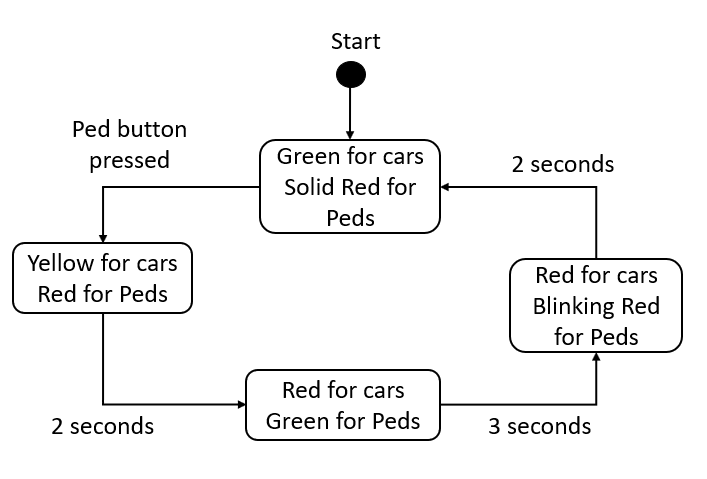 Start
Ped button
pressed
Green for cars
Solid Red for
Peds
2 seconds
Yellow for cars
Red for Peds
Red for cars
Blinking Red
for Peds
Red for cars
Green for Peds
2 seconds
3 seconds